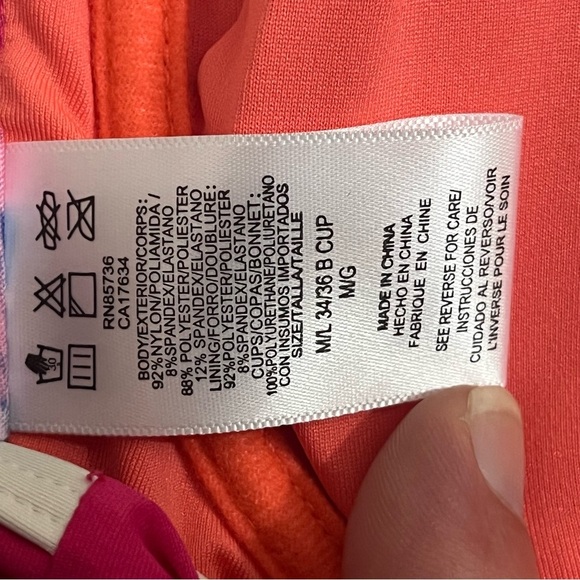 30
RN85736
CA17634
BODY/EXTERIOR/CORPS:
92%NYLON/POLIAMIDA /
8%SPANDEX/ELASTANO
88% POLYESTER/POLIESTER
12% SPANDEX/ELASTANO
LINING/FORRO/DOUBLURE:
92%POLYESTER/POLIESTER
8%SPANDEX/ELASTANO
CUPS/COPAS/BONNET:
100%POLYURETHANE/POLIURETANO
CON INSUMOS IMPORTADOS
SIZE/TALLA/TAILLE
M/L 34/36 B CUP
M/G
MADE IN CHINA
HECHO EN CHINA
FABRIQUE EN CHINE
SEE REVERSE FOR CARE/
INSTRUCCIONES DE
CUIDADO AL REVERSO/VOIR
L'INVERSE POUR LE SOIN